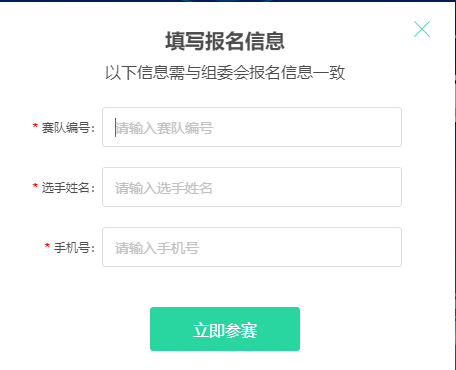 填写报名信息
以下信息需与组委会报名信息一致
* 赛队编号： 请输入赛队编号
* 选手姓名： 请输入选手姓名
* 手机号： 请输入手机号
立即参赛